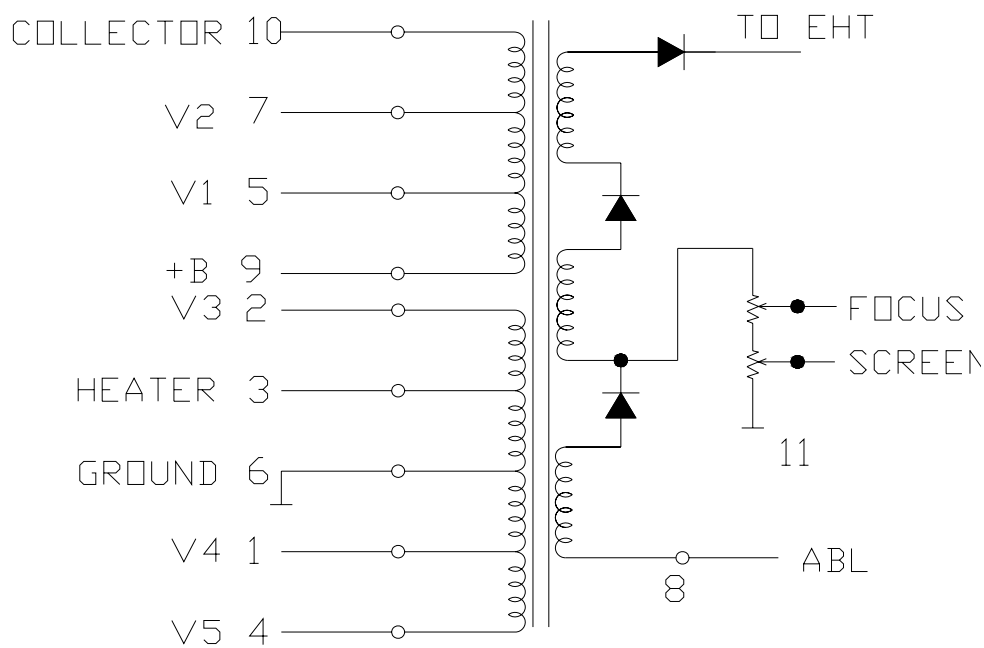 COLLECTOR 10
TO EHT
V2 7
V1 5
+B 9
V3 2
FOCUS
SCREEN
HEATER 3
11
GROUND 6
V4 1
ABL
8
V5 4